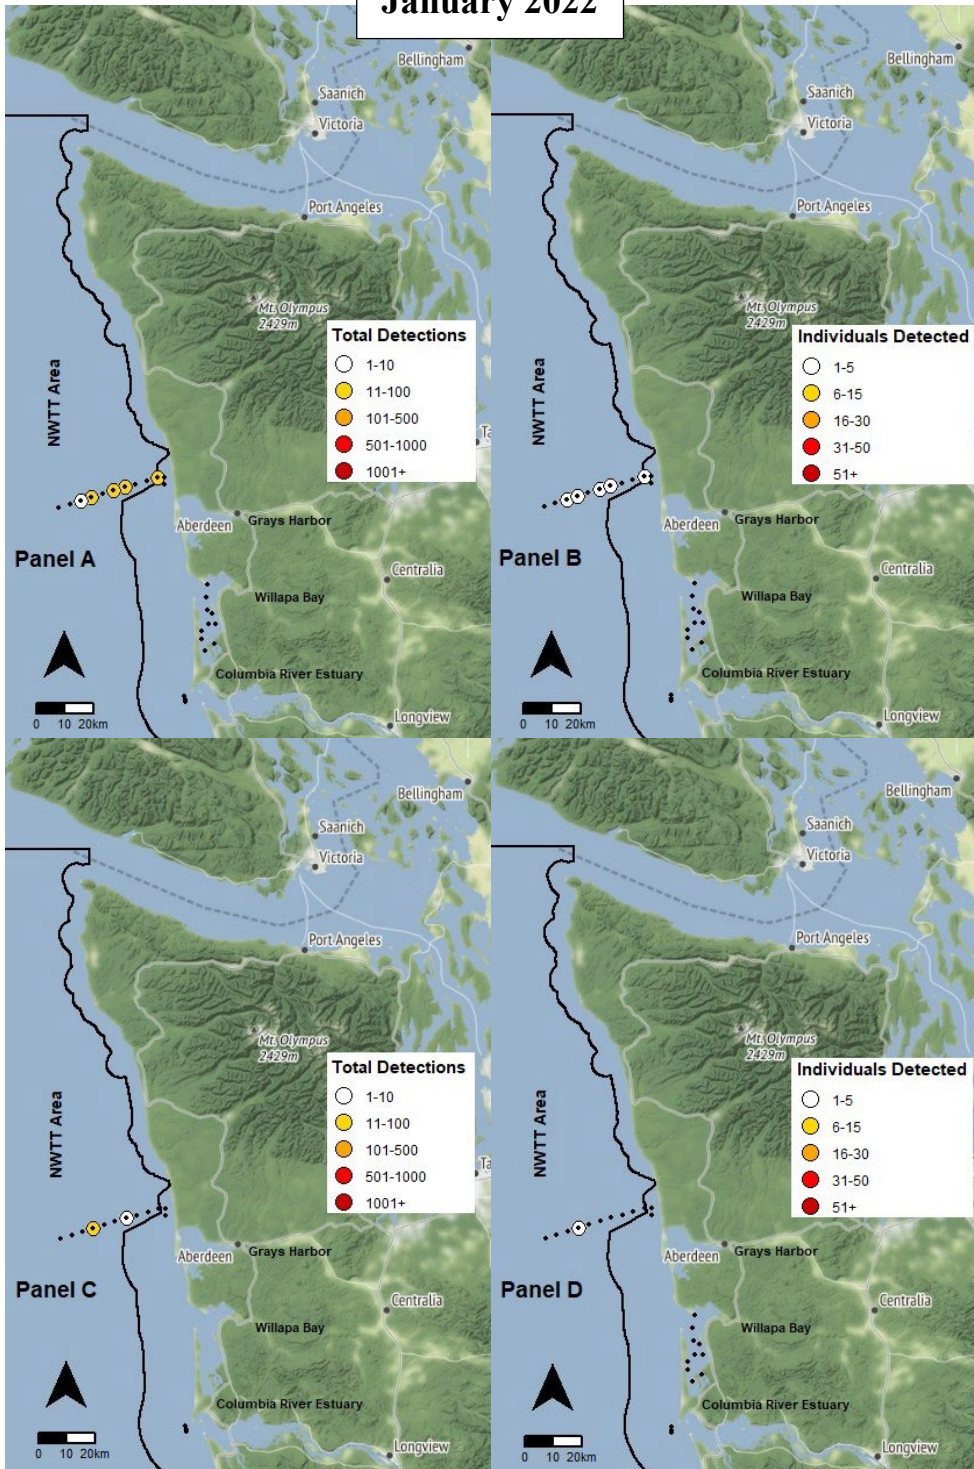 January 2022
Bellingham
Saanich
Victoria
Port Angeles
Mt. Olympus
2429m
Total Detections
1-10
11-100
101-500
501-1000
1001+
NWTT Area
Ta
Aberdeen
Grays Harbor
Panel A
Centralia
Willapa Bay
Columbia River Estuary
0 10 20km
Longview
Bellingham
Saanich
Victoria
Port Angeles
Mt. Olympus
2429m
Individuals Detected
1-5
6-15
16-30
31-50
51+
NWTT Area
Aberdeen
Grays Harbor
Panel B
Centralia
Willapa Bay
Columbia River Estuary
0 10 20km
Longview
Bellingham
Saanich
Victoria
Port Angeles
Mt. Olympus
2429m
Total Detections
1-10
11-100
101-500
501-1000
1001+
NWTT Area
Ta
Aberdeen
Grays Harbor
Panel C
Centralia
Willapa Bay
Columbia River Estuary
0 10 20km
Longview
Bellingham
Saanich
Victoria
Port Angeles
Mt. Olympus
2429m
Individuals Detected
1-5
6-15
16-30
31-50
51+
NWTT Area
Aberdeen
Grays Harbor
Panel D
Centralia
Willapa Bay
Columbia River Estuary
0 10 20km
Longview